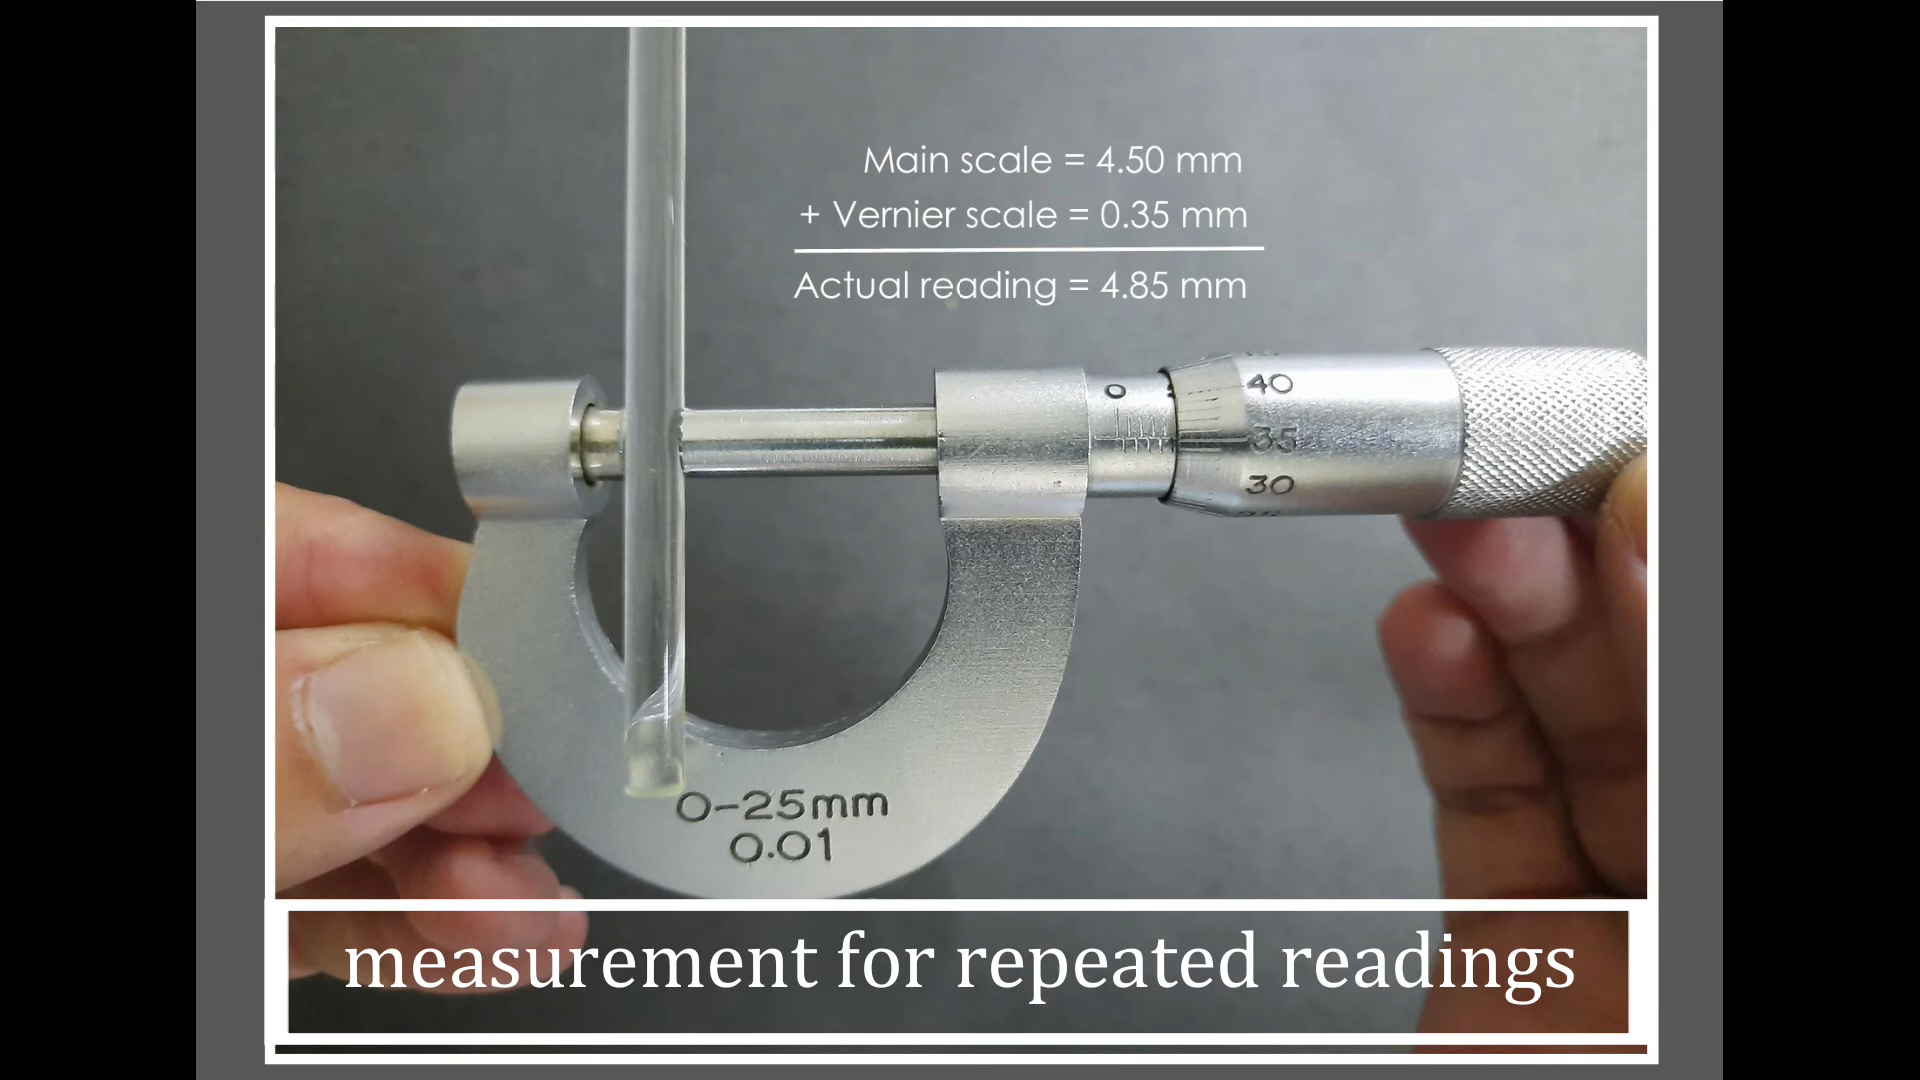 Main scale = 4.50 mm
+ Vernier scale = 0.35 mm
Actual reading = 4.85 mm
0
40
35
30
0-25mm
0.01
measurement for repeated readings